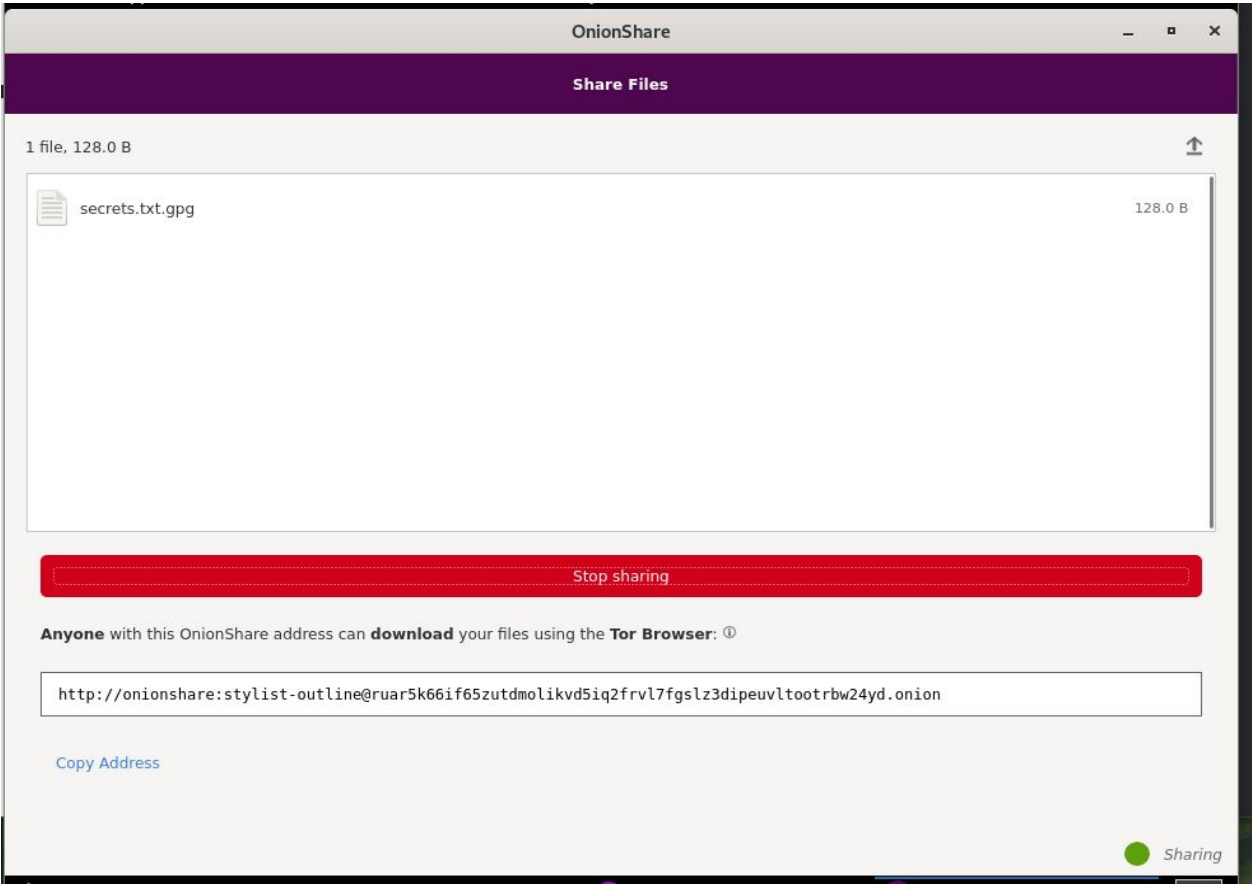 OnionShare
Share Files
1 file, 128.0 B
secrets.txt.gpg 128.0 B
Stop sharing
Anyone with this OnionShare address can download your files using the Tor Browser:
http://onionshare:stylist-outline@ruar5k66if65zutdmolikvd5iq2frvl7fgslz3dipeuvltootrbw24yd.onion
Copy Address
Sharing